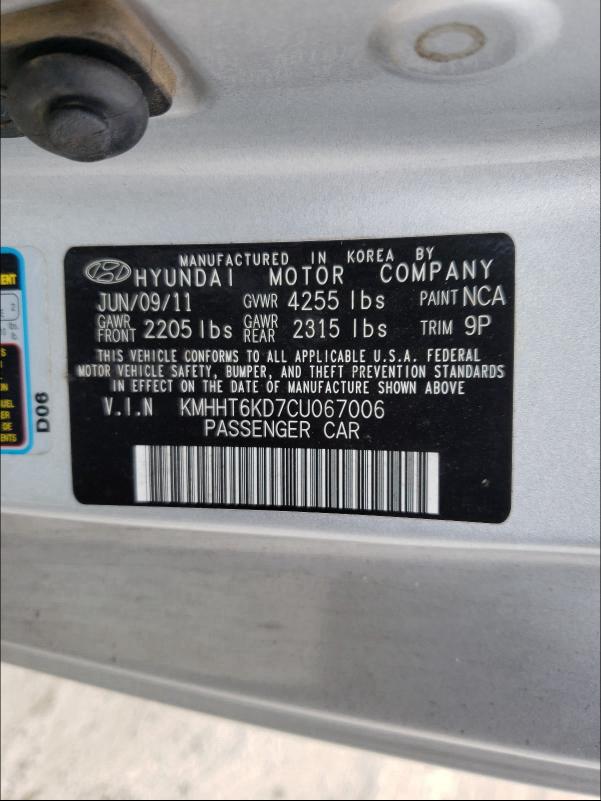 MANUFACTURED IN KOREA BY
HYUNDAI MOTOR COMPANY
JUN/09/11 GVWR 4255 lbs PAINT NCA
GAWR FRONT 2205 lbs GAWR REAR 2315 lbs TRIM 9P
THIS VEHICLE CONFORMS TO ALL APPLICABLE U.S.A. FEDERAL
MOTOR VEHICLE SAFETY, BUMPER, AND THEFT PREVENTION STANDARDS
IN EFFECT ON THE DATE OF MANUFACTURE SHOWN ABOVE
V.I.N KMHHT6KD7CU067006
PASSENGER CAR
D06